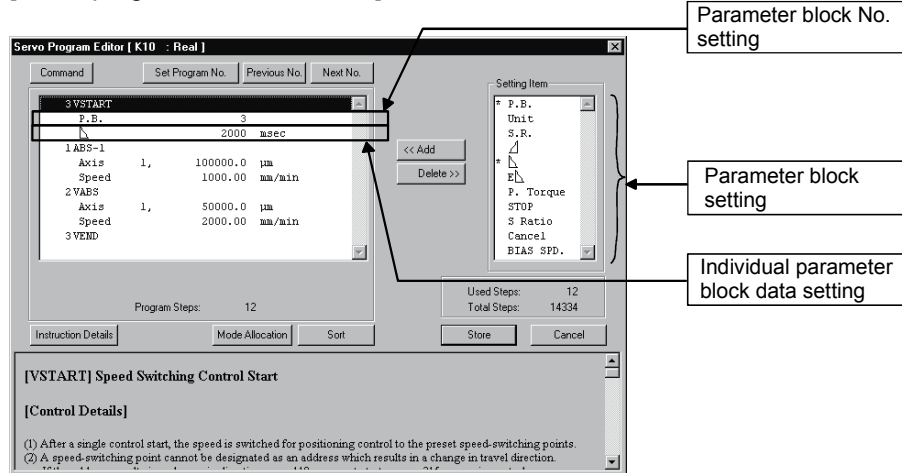 Parameter block No.
setting
Servo Program Editor [ K10 : Real ]
Command Set Program No. Previous No. Next No.
3 VSTART
P.B. 3
2000 msec
1 ABS-1
Axis 1, 100000.0 μm
Speed 1000.00 mm/min
2 VABS
Axis 1, 50000.0 μm
Speed 2000.00 mm/min
3 VEND
<< Add
Delete >>
Setting Item
* P.B.
Unit
S.R.
*
E
P. Torque
STOP
S Ratio
Cancel
BIAS SPD.
Parameter block
setting
Individual parameter
block data setting
Program Steps: 12
Used Steps: 12
Total Steps: 14334
Instruction Details Mode Allocation Sort Store Cancel
[VSTART] Speed Switching Control Start
[Control Details]
(1) After a single control start, the speed is switched for positioning control to the preset speed-switching points.
(2) A speed-switching point cannot be designated as an address which results in a change in travel direction.